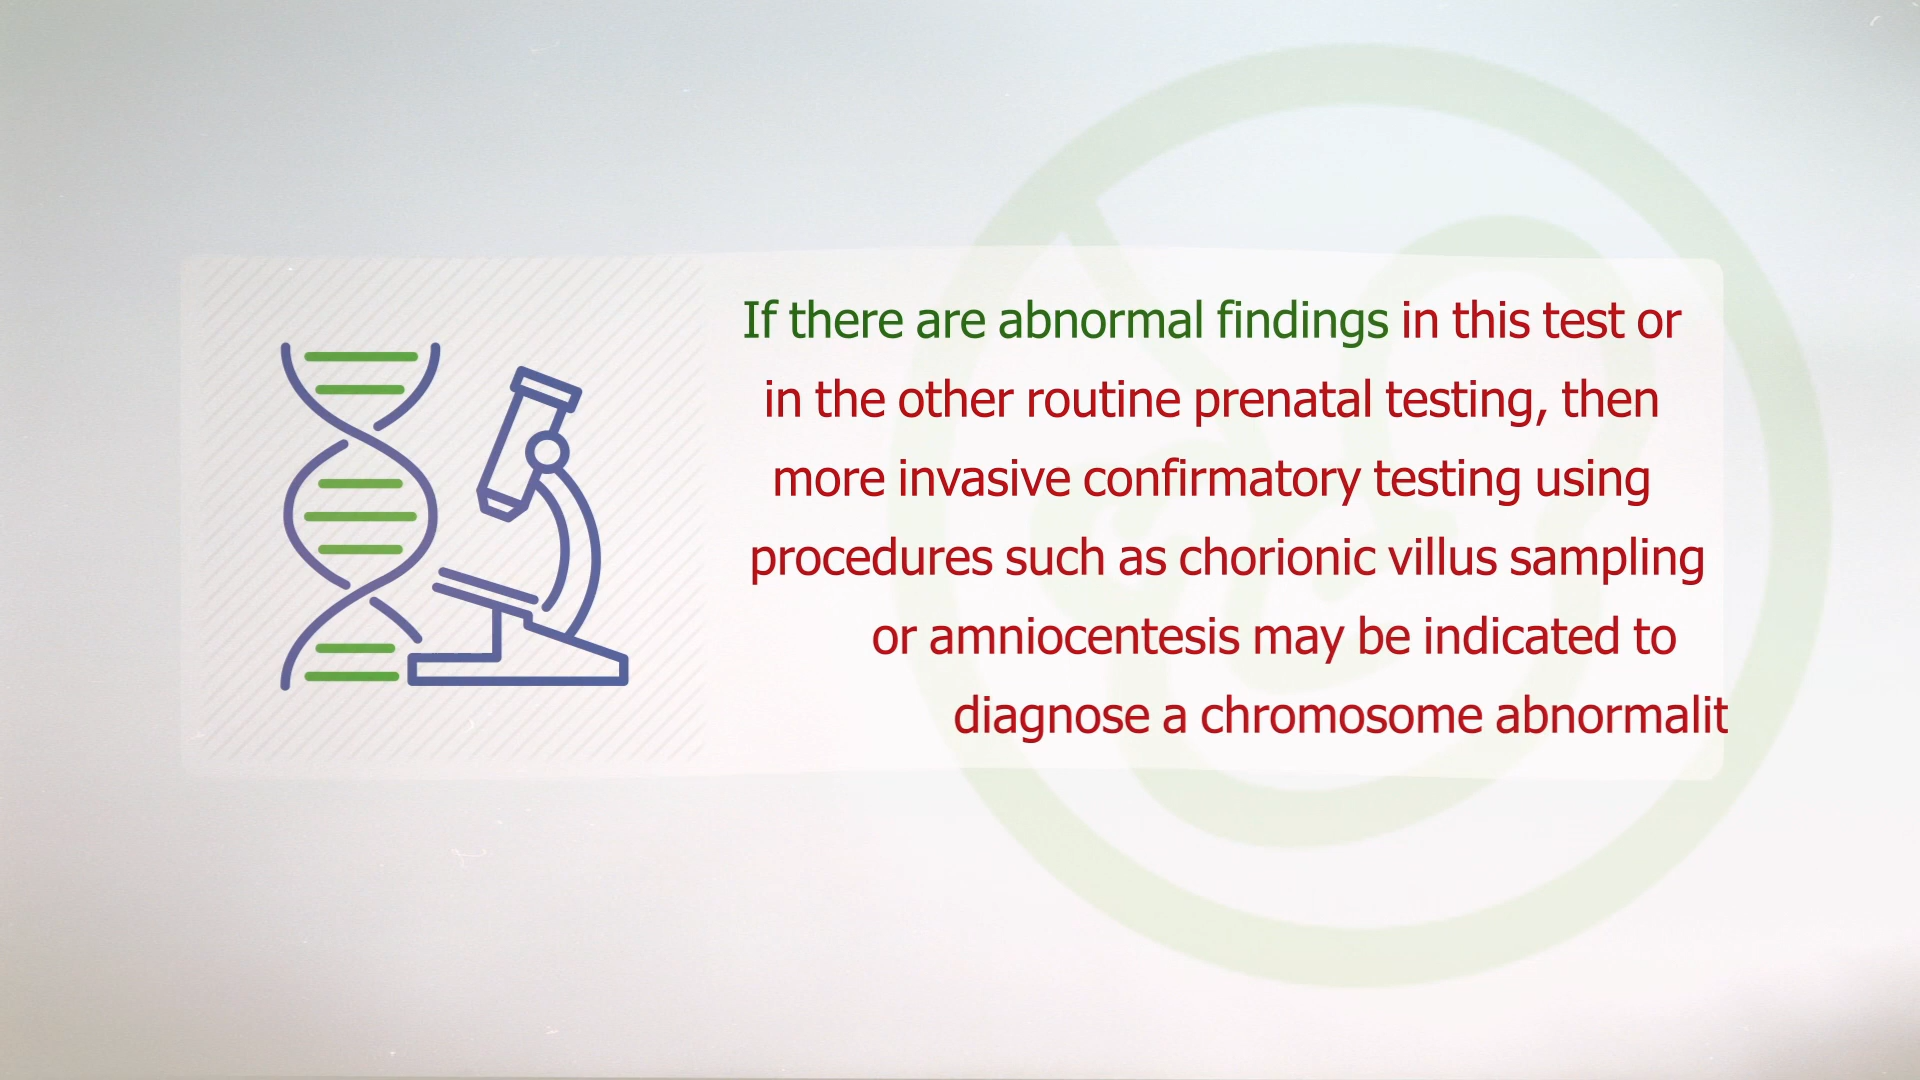 If there are abnormal findings in this test or
in the other routine prenatal testing, then
more invasive confirmatory testing using
procedures such as chorionic villus sampling
or amniocentesis may be indicated to
diagnose a chromosome abnormalit